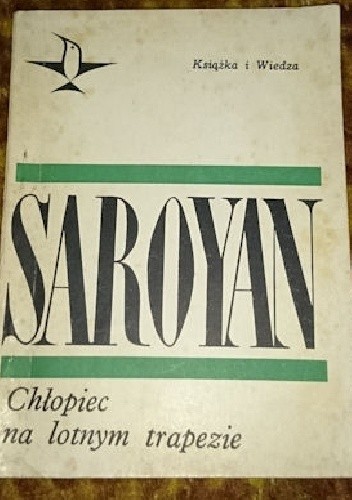 Książka i Wiedza
SAROYAN
Chłopiec
na lotnym trapezie